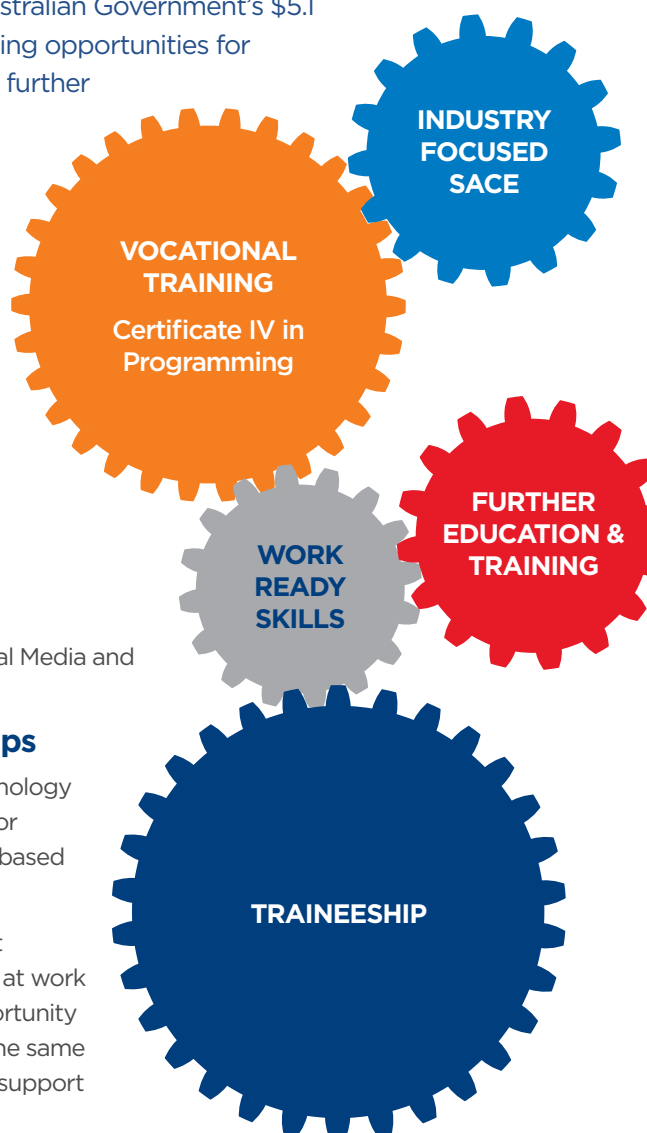 stralian Government's $5.1
ing opportunities for
further
INDUSTRY
FOCUSED
SACE
VOCATIONAL
TRAINING
Certificate IV in
Programming
FURTHER
EDUCATION &
TRAINING
WORK
READY
SKILLS
al Media and
ps
nology
or
based
at work
ortunity
he same
support
TRAINEESHIP